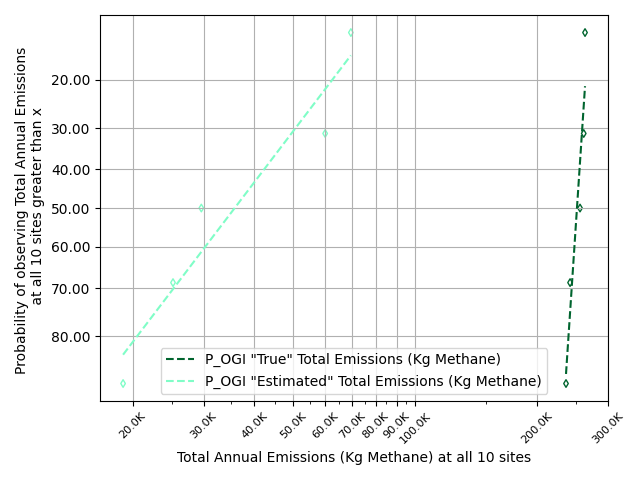 Probability of observing Total Annual Emissions
at all 10 sites greater than x
20.00
30.00
40.00
50.00
60.00
70.00
80.00
P_OGI "True" Total Emissions (Kg Methane)
P_OGI "Estimated" Total Emissions (Kg Methane)
20.0K
30.0K
40.0K
50.0K
60.0K
70.0K
80.0K
90.0K
100.0K
200.0K
300.0K
Total Annual Emissions (Kg Methane) at all 10 sites